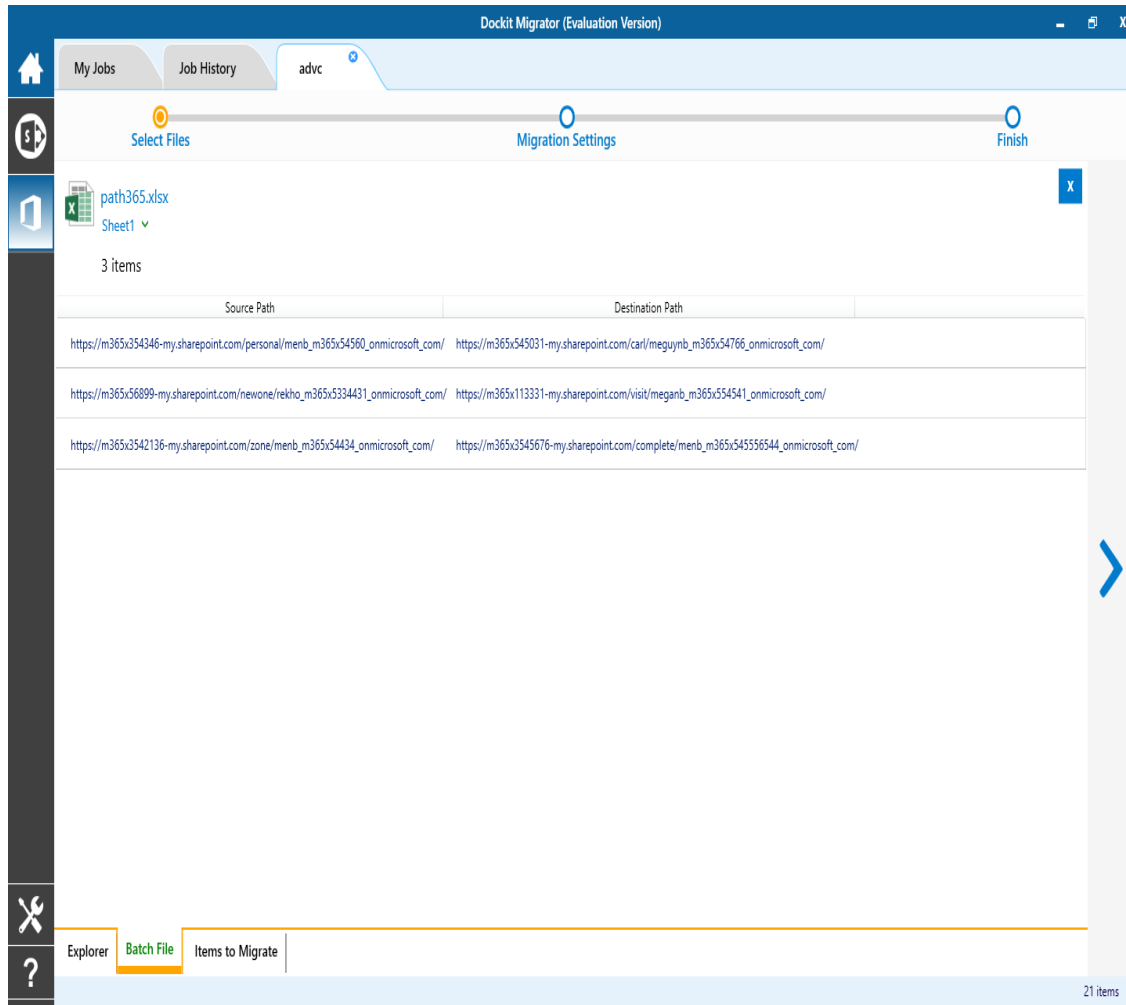 Dockit Migrator (Evaluation Version)
My Jobs
Job History
advc
Select Files
Migration Settings
Finish
path365.xlsx
Sheet1
3 items
Source Path Destination Path
https://m365x354346-my.sharepoint.com/personal/menb_m365x54560_onmicrosoft_com/ https://m365x545031-my.sharepoint.com/carl/meguynb_m365x54766_onmicrosoft_com/
https://m365x56899-my.sharepoint.com/newone/rekho_m365x5334431_onmicrosoft_com/ https://m365x113331-my.sharepoint.com/visit/meganb_m365x554541_onmicrosoft_com/
https://m365x3542136-my.sharepoint.com/zone/menb_m365x54434_onmicrosoft_com/ https://m365x3545676-my.sharepoint.com/complete/menb_m365x545556544_onmicrosoft_com/
Explorer
Batch File
Items to Migrate
21 items